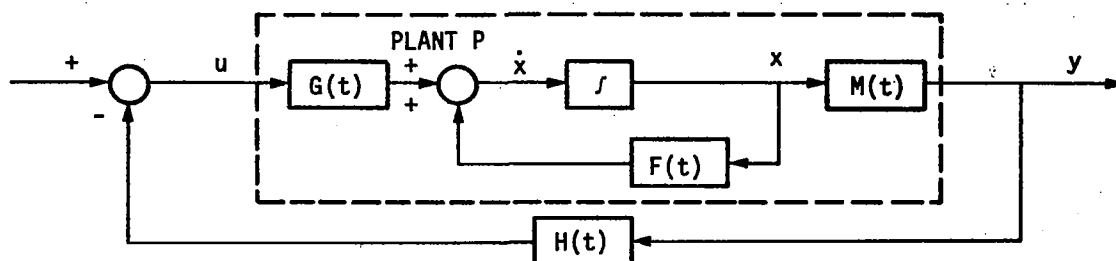 PLANT P
+ u G(t) + + ẋ ∫ x M(t) y
-
F(t)
H(t)